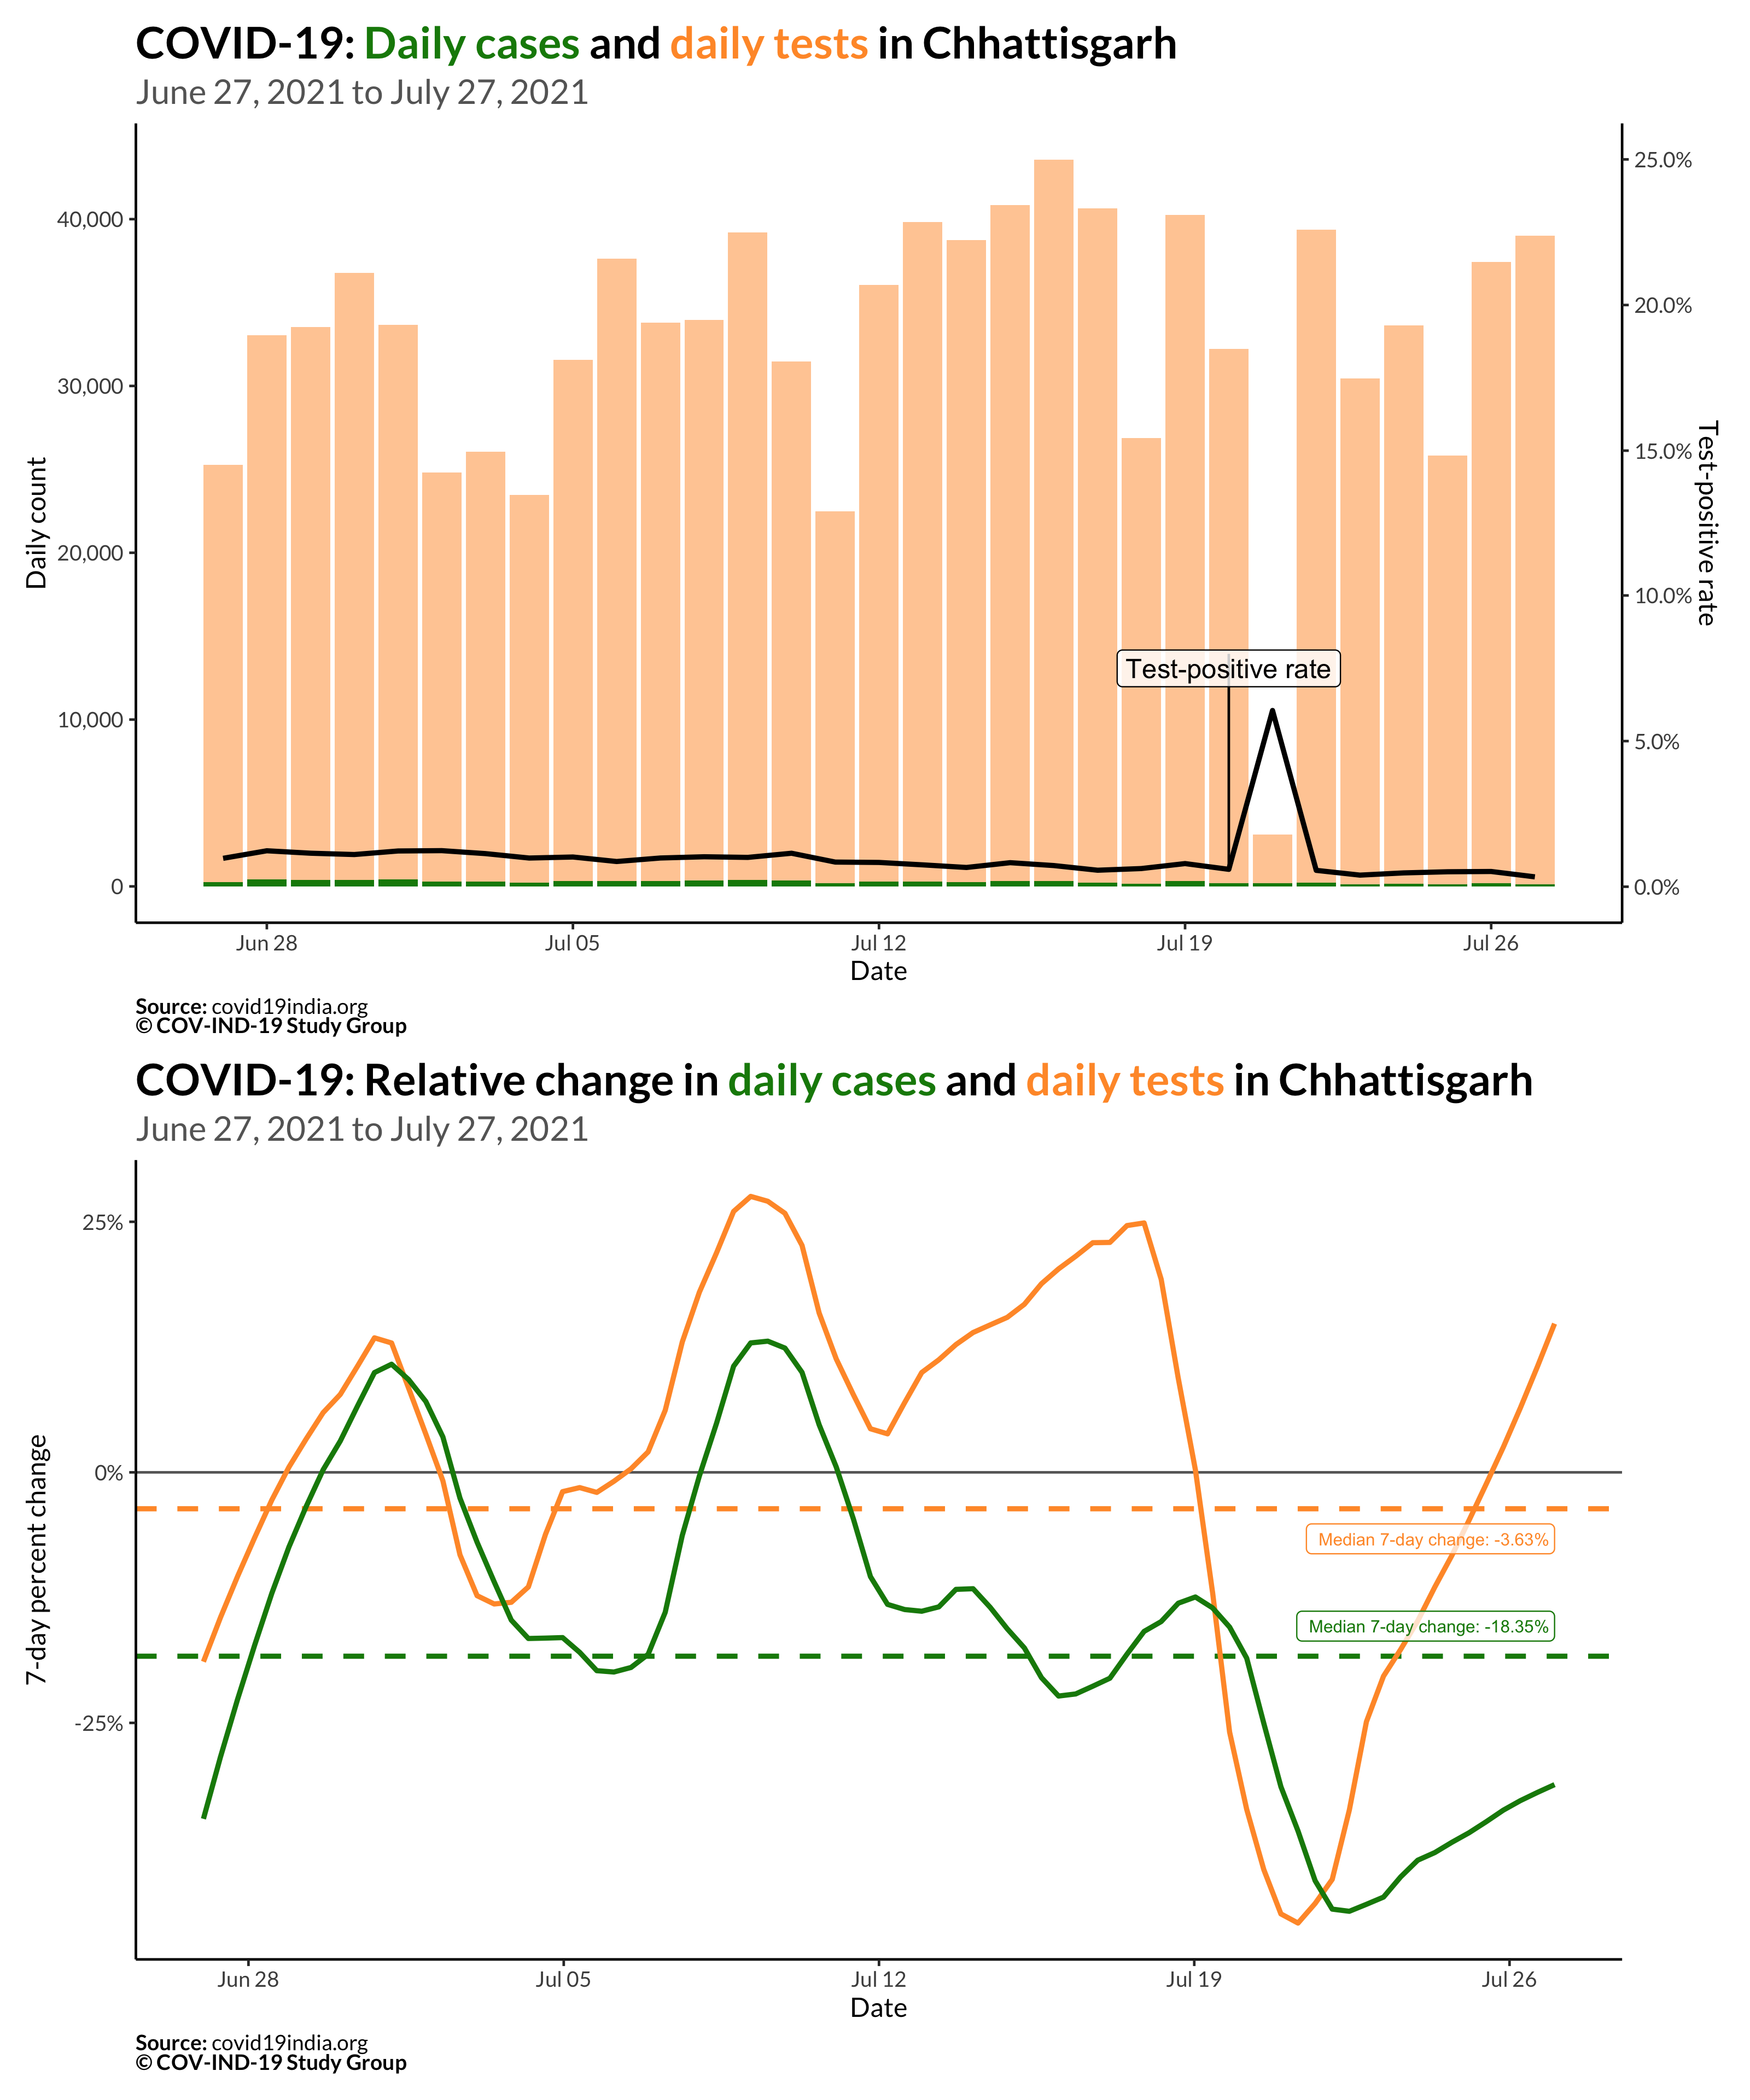 COVID-19: Daily cases and daily tests in Chhattisgarh
June 27, 2021 to July 27, 2021
Daily count
40,000
30,000
20,000
10,000
0
25.0%
20.0%
15.0%
10.0%
5.0%
0.0%
Test-positive rate
Test-positive rate
Jun 28
Jul 05
Jul 12
Jul 19
Jul 26
Date
Source: covid19india.org
© COV-IND-19 Study Group
COVID-19: Relative change in daily cases and daily tests in Chhattisgarh
June 27, 2021 to July 27, 2021
7-day percent change
25%
0%
-25%
Median 7-day change: -3.63%
Median 7-day change: -18.35%
Jun 28
Jul 05
Jul 12
Jul 19
Jul 26
Date
Source: covid19india.org
© COV-IND-19 Study Group